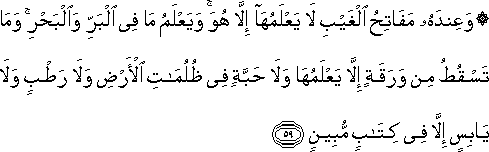 ۞ وَعِندَهُۥ مَفَاتِحُ ٱلْغَيْبِ لَا يَعْلَمُهَآ إِلَّا هُوَ ۚ وَيَعْلَمُ مَا فِى ٱلْبَرِّ وَٱلْبَحْرِ ۚ وَمَا
تَسْقُطُ مِن وَرَقَةٍ إِلَّا يَعْلَمُهَا وَلَا حَبَّةٍ فِى ظُلُمَٰتِ ٱلْأَرْضِ وَلَا رَطْبٍ وَلَا
يَابِسٍ إِلَّا فِى كِتَٰبٍ مُّبِينٍ ۝٥٩